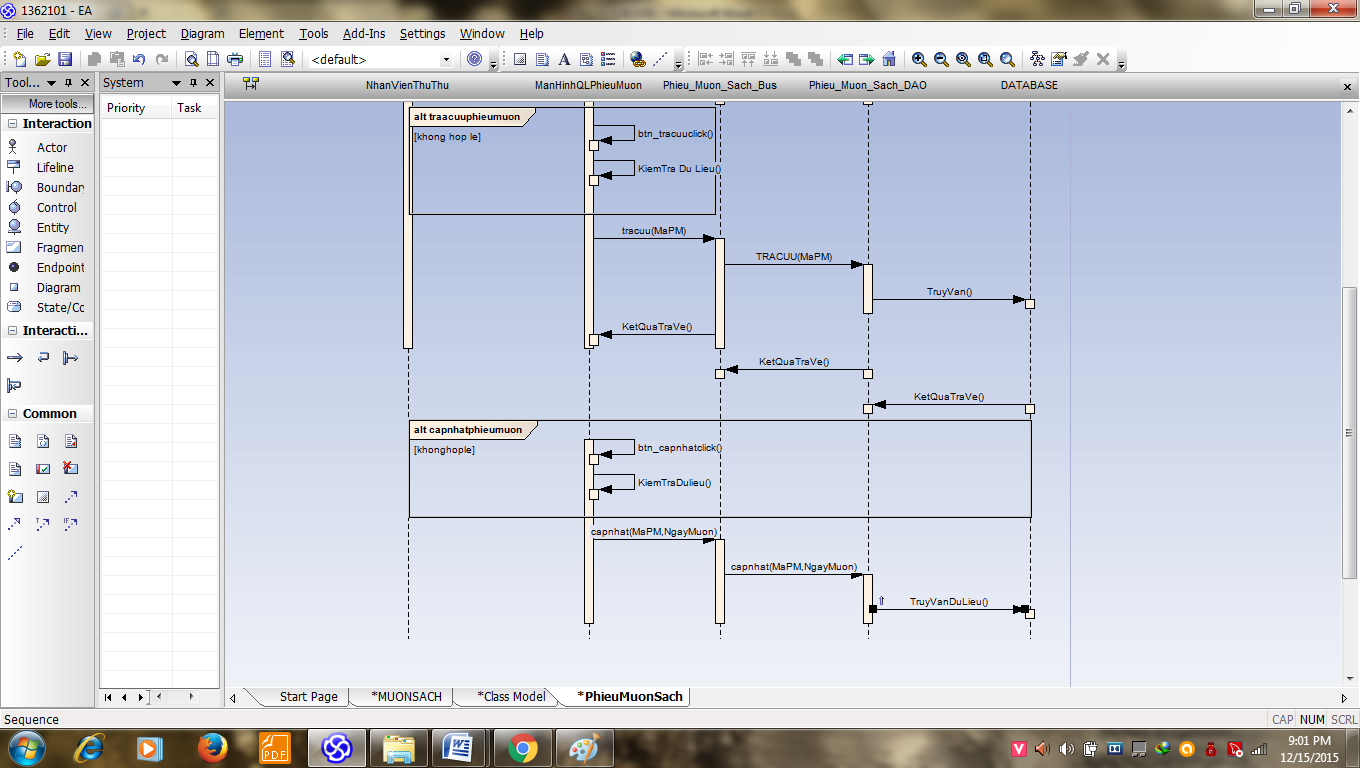 1362101 - EA
File Edit View Project Diagram Element Tools Add-Ins Settings Window Help
<default>
Tool... System
More tools... Priority Task
NhanVienThuThu ManHinhQLPhieuMuon Phieu_Muon_Sach_Bus Phieu_Muon_Sach_DAO DATABASE
Interaction
Actor
Lifeline
Boundar
Control
Entity
Fragmen
Endpoint
Diagram
State/Co
Interacti...
Common
alt traacuuphieumuon
[khong hop le]
btn_tracuuclick()
KiemTra Du Lieu()
tracuu(MaPM)
TRACUU(MaPM)
TruyVan()
KetQuaTraVe()
KetQuaTraVe()
KetQuaTraVe()
alt capnhatphieumuon
[khonghople]
btn_capnhatclick()
KiemTraDulieu()
capnhat(MaPM,NgayMuon)
capnhat(MaPM,NgayMuon)
TruyVanDuLieu()
Start Page *MUONSACH *Class Model *PhieuMuonSach
Sequence CAP NUM SCRL
PDF
9:01 PM
12/15/2015